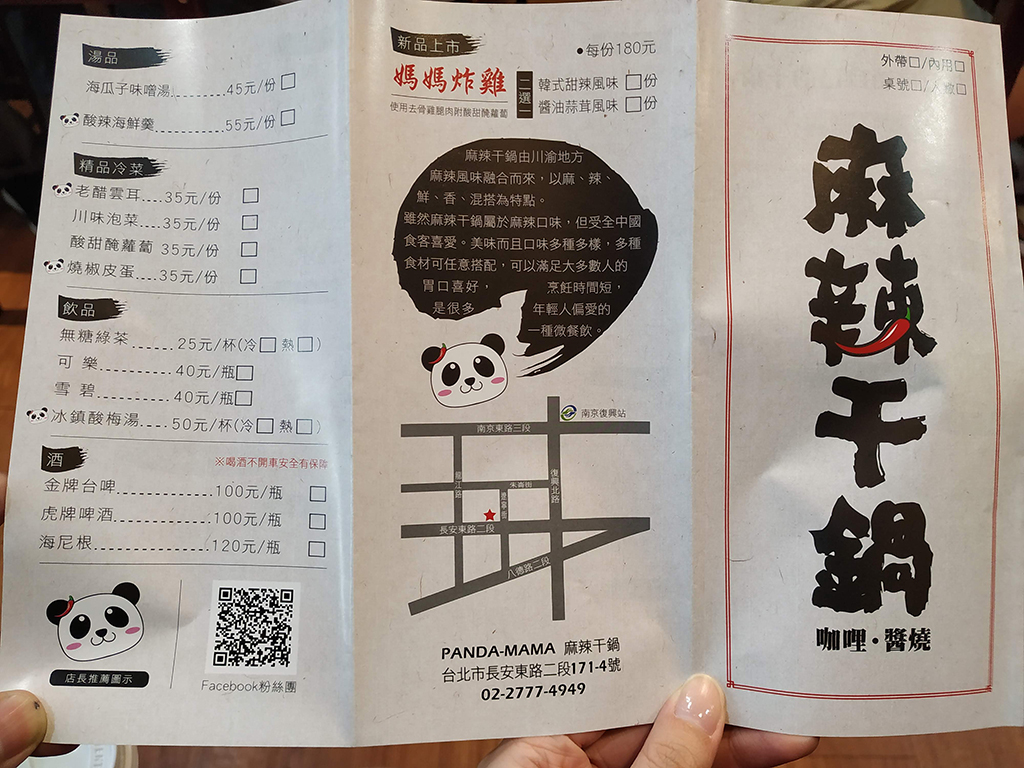 湯品
海瓜子味噌湯......45元/份
酸辣海鮮羹......55元/份
精品冷菜
老醋雲耳....35元/份
川味泡菜....35元/份
酸甜醃蘿蔔 35元/份
燒椒皮蛋....35元/份
飲品
無糖綠茶.......25元/杯(冷 熱)
可樂............40元/瓶
雪碧............40元/瓶
冰鎮酸梅湯....50元/杯(冷 熱)
酒
※喝酒不開車安全有保障
金牌台啤..............100元/瓶
虎牌啤酒..............100元/瓶
海尼根................120元/瓶
店長推薦圖示
Facebook粉絲團
新品上市
●每份180元
媽媽炸雞
二選一
韓式甜辣風味 份
醬油蒜茸風味 份
使用去骨雞腿肉附酸甜醃蘿蔔
麻辣干鍋由川渝地方
麻辣風味融合而來，以麻、辣、
鮮、香、混搭為特點。
雖然麻辣干鍋屬於麻辣口味，但受全中國
食客喜愛。美味而且口味多種多樣，多種
食材可任意搭配，可以滿足大多數人的
胃口喜好， 烹飪時間短，
是很多 年輕人偏愛的
一種微餐飲。
南京復興站
南京東路三段
龍江路
朱崙街
復興北路
長安東路二段
八德路二段
PANDA-MAMA 麻辣干鍋
台北市長安東路二段171-4號
02-2777-4949
外帶/內用
桌號/人數
麻辣干鍋
咖哩·醬燒